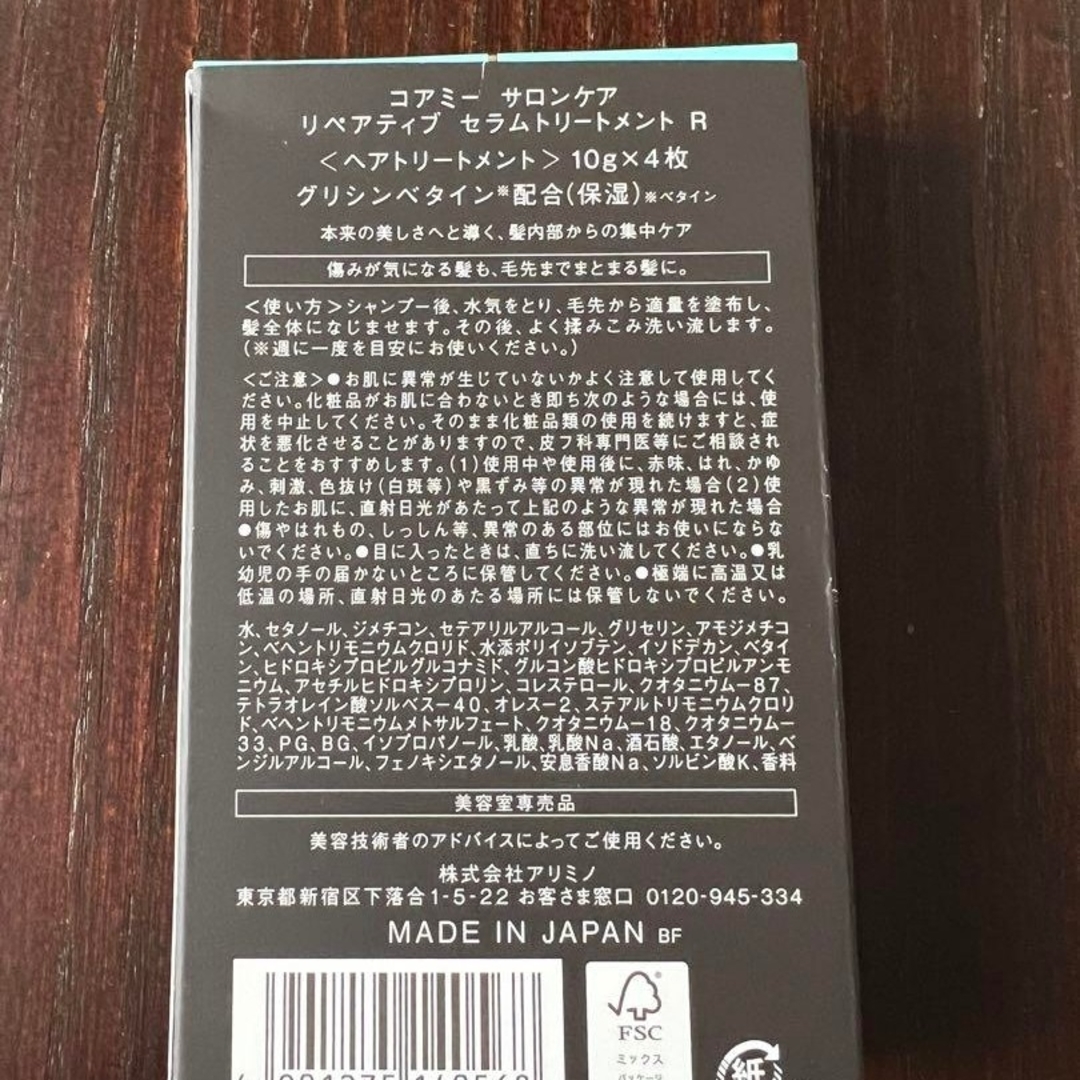 コアミー サロンケア
リペアティブ セラムトリートメント R
＜ヘアトリートメント＞10g×4枚
グリシンベタイン※配合(保湿)※ベタイン
本来の美しさへと導く、髪内部からの集中ケア
傷みが気になる髪も、毛先までまとまる髪に。
＜使い方＞シャンプー後、水気をとり、毛先から適量を塗布し、
髪全体になじませます。その後、よく揉みこみ洗い流します。
(※週に一度を目安にお使いください。)
＜ご注意＞●お肌に異常が生じていないかよく注意して使用してく
ださい。化粧品がお肌に合わないとき即ち次のような場合には、使
用を中止してください。そのまま化粧品類の使用を続けますと、症
状を悪化させることがありますので、皮フ科専門医等にご相談され
ることをおすすめします。(1)使用中や使用後に、赤味、はれ、かゆ
み、刺激、色抜け(白斑等)や黒ずみ等の異常が現れた場合(2)使
用したお肌に、直射日光があたって上記のような異常が現れた場合
●傷やはれもの、しっしん等、異常のある部位にはお使いにならな
いでください。●目に入ったときは、直ちに洗い流してください。●乳
幼児の手の届かないところに保管してください。●極端に高温又は
低温の場所、直射日光のあたる場所には保管しないでください。
水、セタノール、ジメチコン、セテアリルアルコール、グリセリン、アモジメチコ
ン、ベヘントリモニウムクロリド、水添ポリイソブテン、イソドデカン、ベタイ
ン、ヒドロキシプロピルグルコナミド、グルコン酸ヒドロキシプロピルアンモ
ニウム、アセチルヒドロキシプロリン、コレステロール、クオタニウムー87、
テトラオレイン酸ソルベスー40、オレスー2、ステアルトリモニウムクロリ
ド、ベヘントリモニウムメトサルフェート、クオタニウムー18、クオタニウムー
33、PG、BG、イソプロパノール、乳酸、乳酸Na、酒石酸、エタノール、ベ
ンジルアルコール、フェノキシエタノール、安息香酸Na、ソルビン酸K、香料
美容室専売品
美容技術者のアドバイスによってご使用ください。
株式会社アリミノ
東京都新宿区下落合1-5-22 お客さま窓口 0120-945-334
MADE IN JAPAN BF
FSC
ミックス
パッケージ
紙